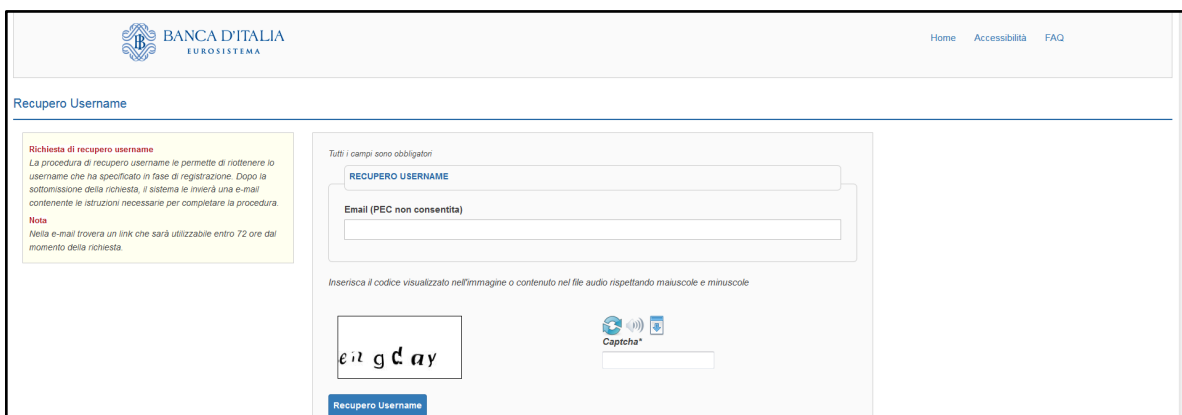 BANCA D'ITALIA
EUROSISTEMA
Home Accessibilità FAQ
Recupero Username
Richiesta di recupero username
La procedura di recupero username le permette di riottenere lo
username che ha specificato in fase di registrazione. Dopo la
sottomissione della richiesta, il sistema le invierà una e-mail
contenente le istruzioni necessarie per completare la procedura.
Nota
Nella e-mail trovera un link che sarà utilizzabile entro 72 ore dal
momento della richiesta.
Tutti i campi sono obbligatori
RECUPERO USERNAME
Email (PEC non consentita)
Inserisca il codice visualizzato nell'immagine o contenuto nel file audio rispettando maiuscole e minuscole
Captcha*
Recupero Username